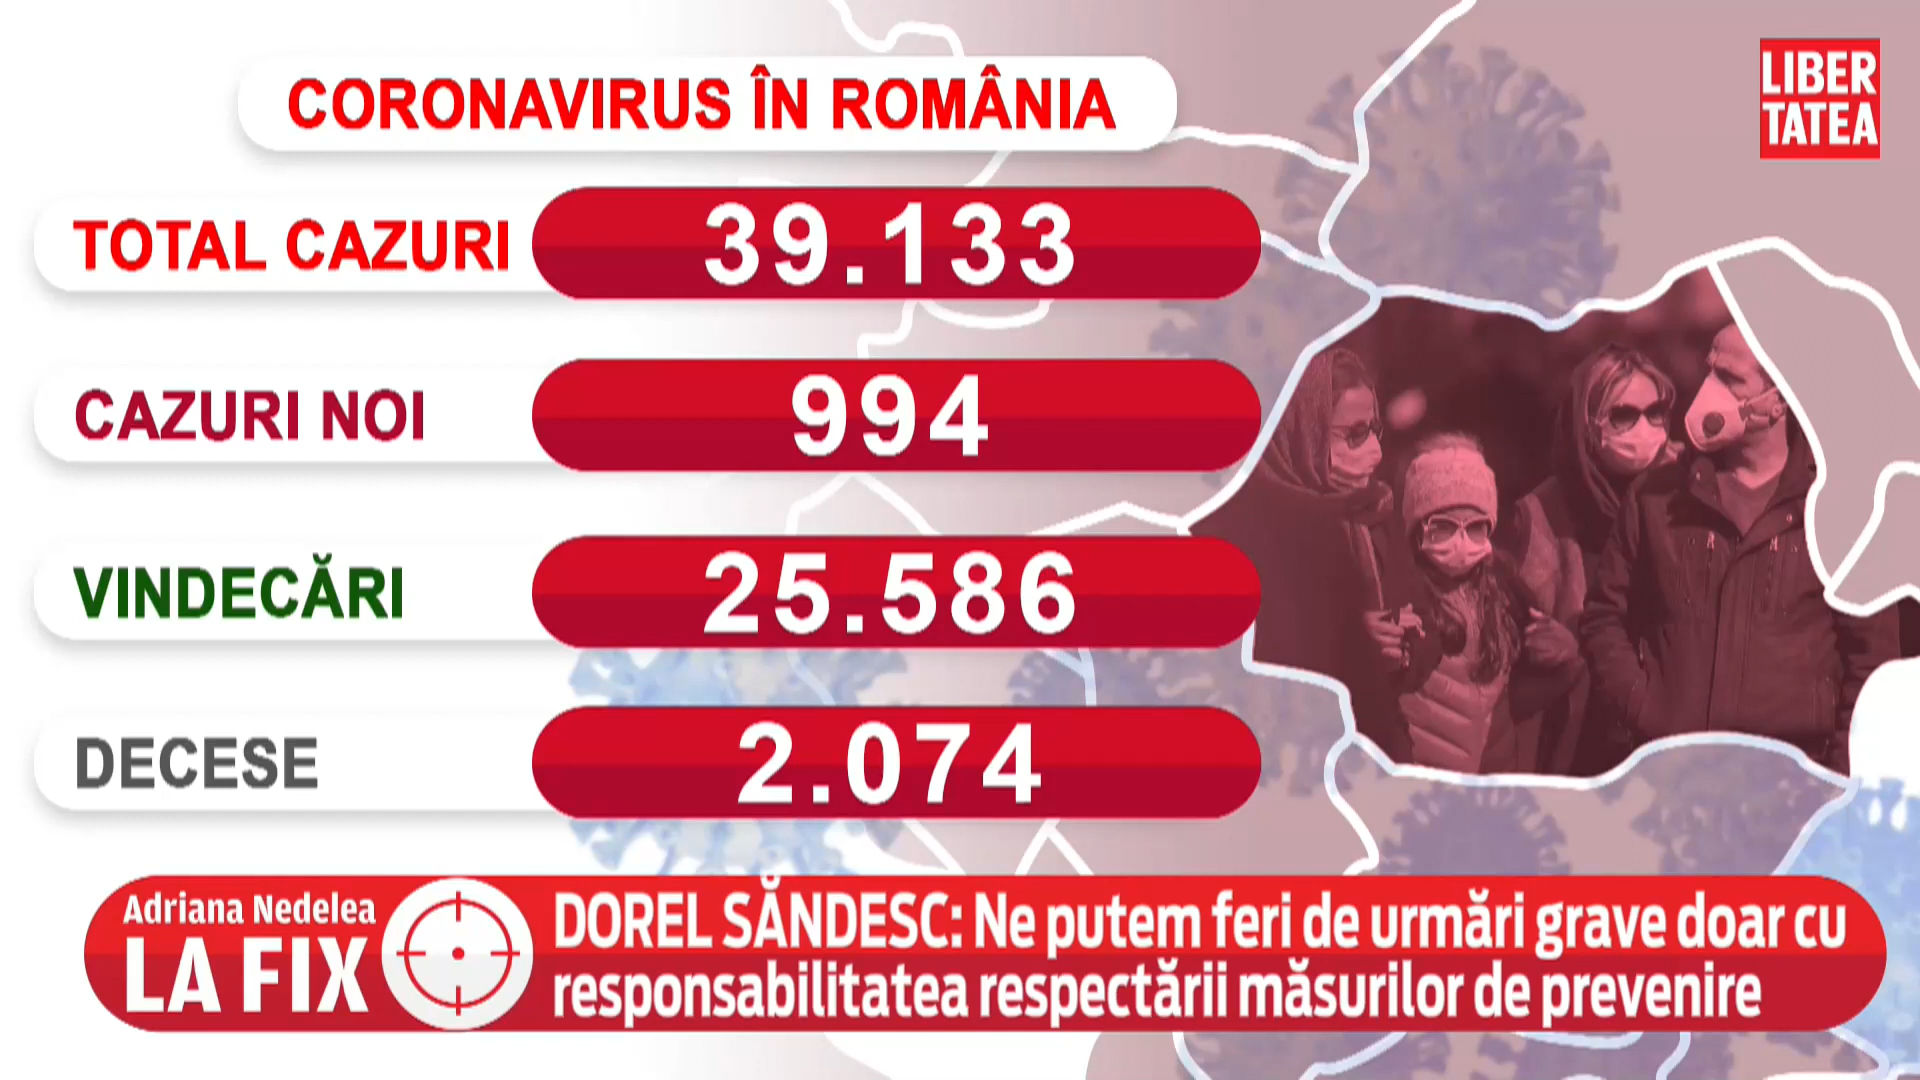 CORONAVIRUS ÎN ROMÂNIA
LIBER
TATEA
TOTAL CAZURI 39.133
CAZURI NOI 994
VINDECĂRI 25.586
DECESE 2.074
Adriana Nedelea
LA FIX
DOREL SĂNDESC: Ne putem feri de urmări grave doar cu
responsabilitatea respectării măsurilor de prevenire